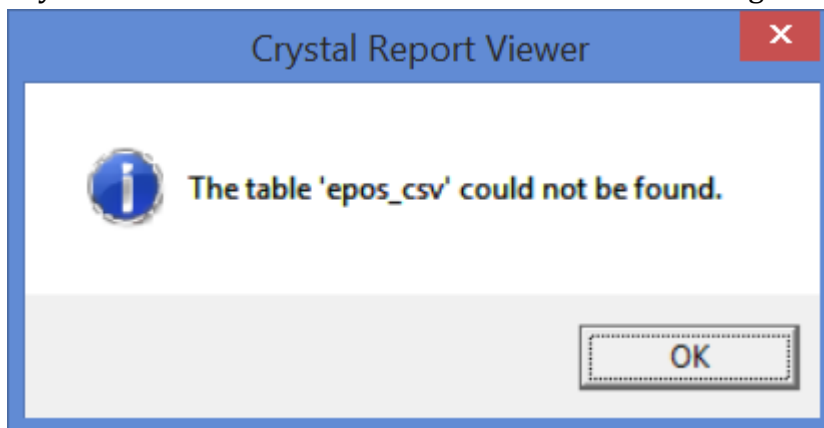 Crystal Report Viewer
The table 'epos_csv' could not be found.
OK